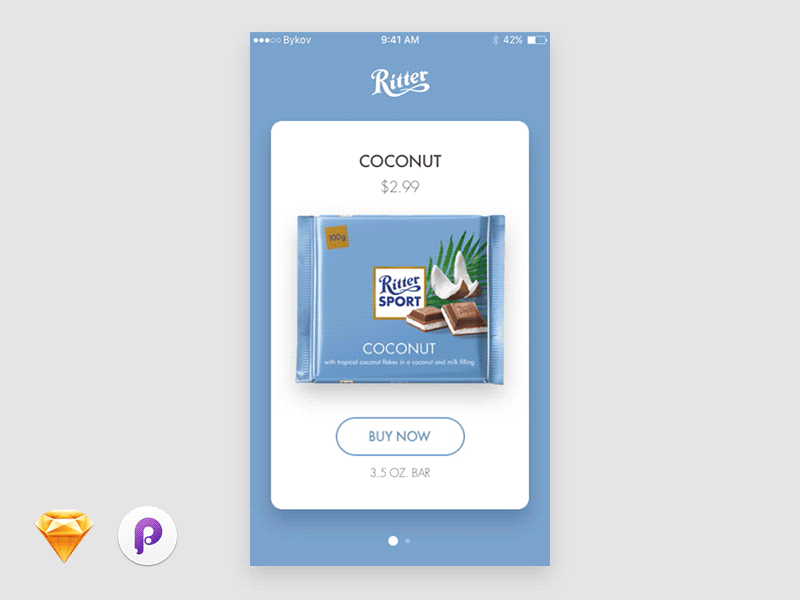 Bykov 9:41 AM 42%
Ritter
COCONUT
$2.99
100g
Ritter
SPORT
COCONUT
with tropical coconut flakes in a coconut and milk filling
BUY NOW
3.5 OZ. BAR